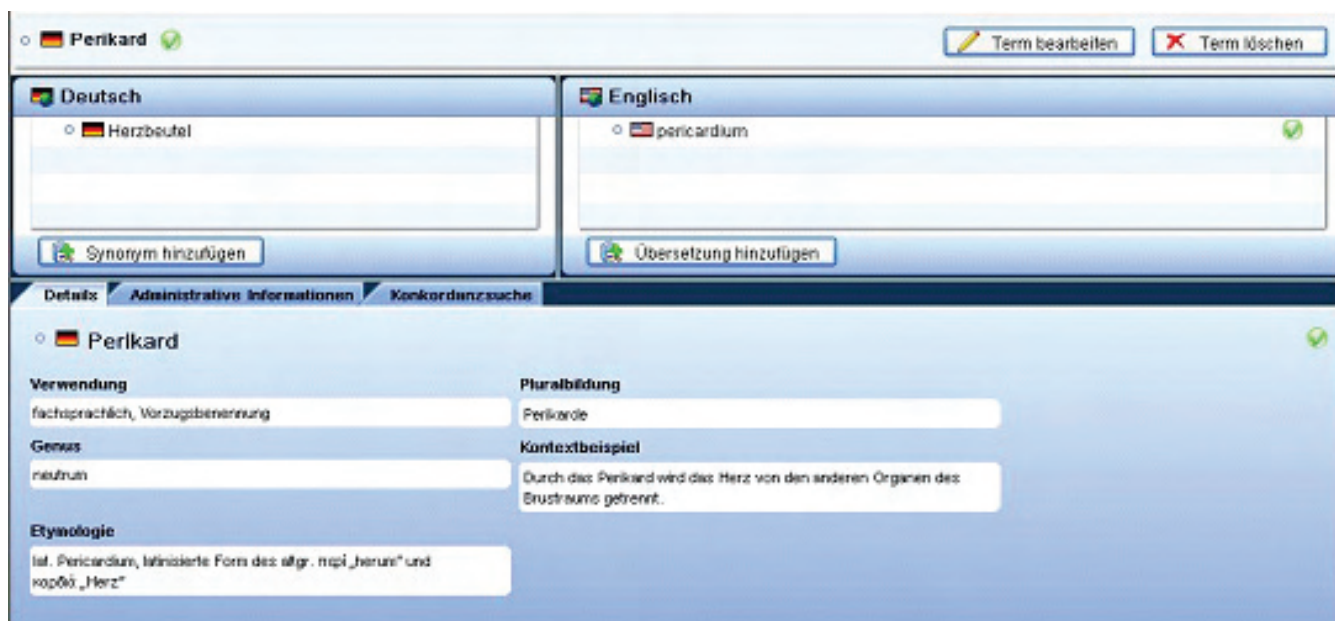 Perikard
Term bearbeiten
Term löschen
Deutsch
Englisch
Herzbeutel
pericardium
Synonym hinzufügen
Übersetzung hinzufügen
Details
Administrative Informationen
Konkordanzsuche
Perikard
Verwendung
fachsprachlich, Vorzugsbenennung
Pluralbildung
Perikarde
Genus
neutrum
Kontextbeispiel
Durch das Perikard wird das Herz von den anderen Organen des
Brustraums getrennt.
Etymologie
lat. Pericardium, latinisierte Form des altgr. περί „herum“ und
καρδιά „Herz“